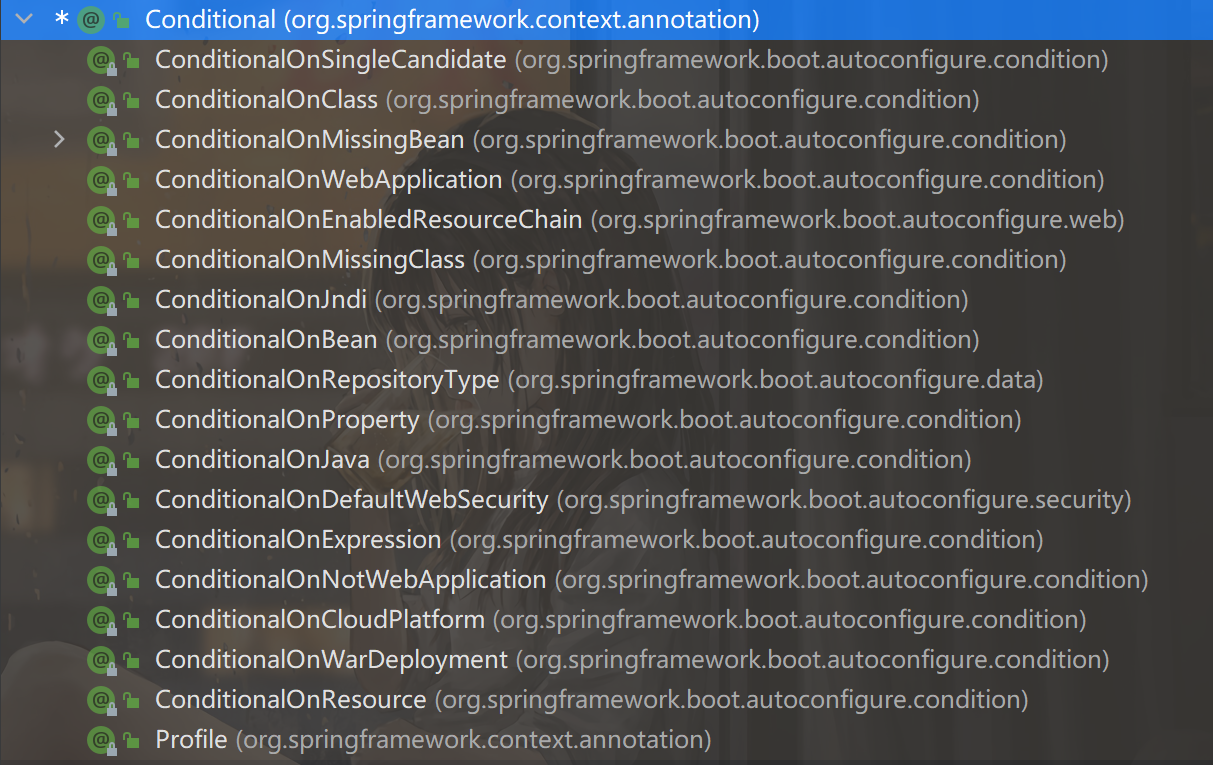 * Conditional (org.springframework.context.annotation)
ConditionalOnSingleCandidate (org.springframework.boot.autoconfigure.condition)
ConditionalOnClass (org.springframework.boot.autoconfigure.condition)
ConditionalOnMissingBean (org.springframework.boot.autoconfigure.condition)
ConditionalOnWebApplication (org.springframework.boot.autoconfigure.condition)
ConditionalOnEnabledResourceChain (org.springframework.boot.autoconfigure.web)
ConditionalOnMissingClass (org.springframework.boot.autoconfigure.condition)
ConditionalOnJndi (org.springframework.boot.autoconfigure.condition)
ConditionalOnBean (org.springframework.boot.autoconfigure.condition)
ConditionalOnRepositoryType (org.springframework.boot.autoconfigure.data)
ConditionalOnProperty (org.springframework.boot.autoconfigure.condition)
ConditionalOnJava (org.springframework.boot.autoconfigure.condition)
ConditionalOnDefaultWebSecurity (org.springframework.boot.autoconfigure.security)
ConditionalOnExpression (org.springframework.boot.autoconfigure.condition)
ConditionalOnNotWebApplication (org.springframework.boot.autoconfigure.condition)
ConditionalOnCloudPlatform (org.springframework.boot.autoconfigure.condition)
ConditionalOnWarDeployment (org.springframework.boot.autoconfigure.condition)
ConditionalOnResource (org.springframework.boot.autoconfigure.condition)
Profile (org.springframework.context.annotation)